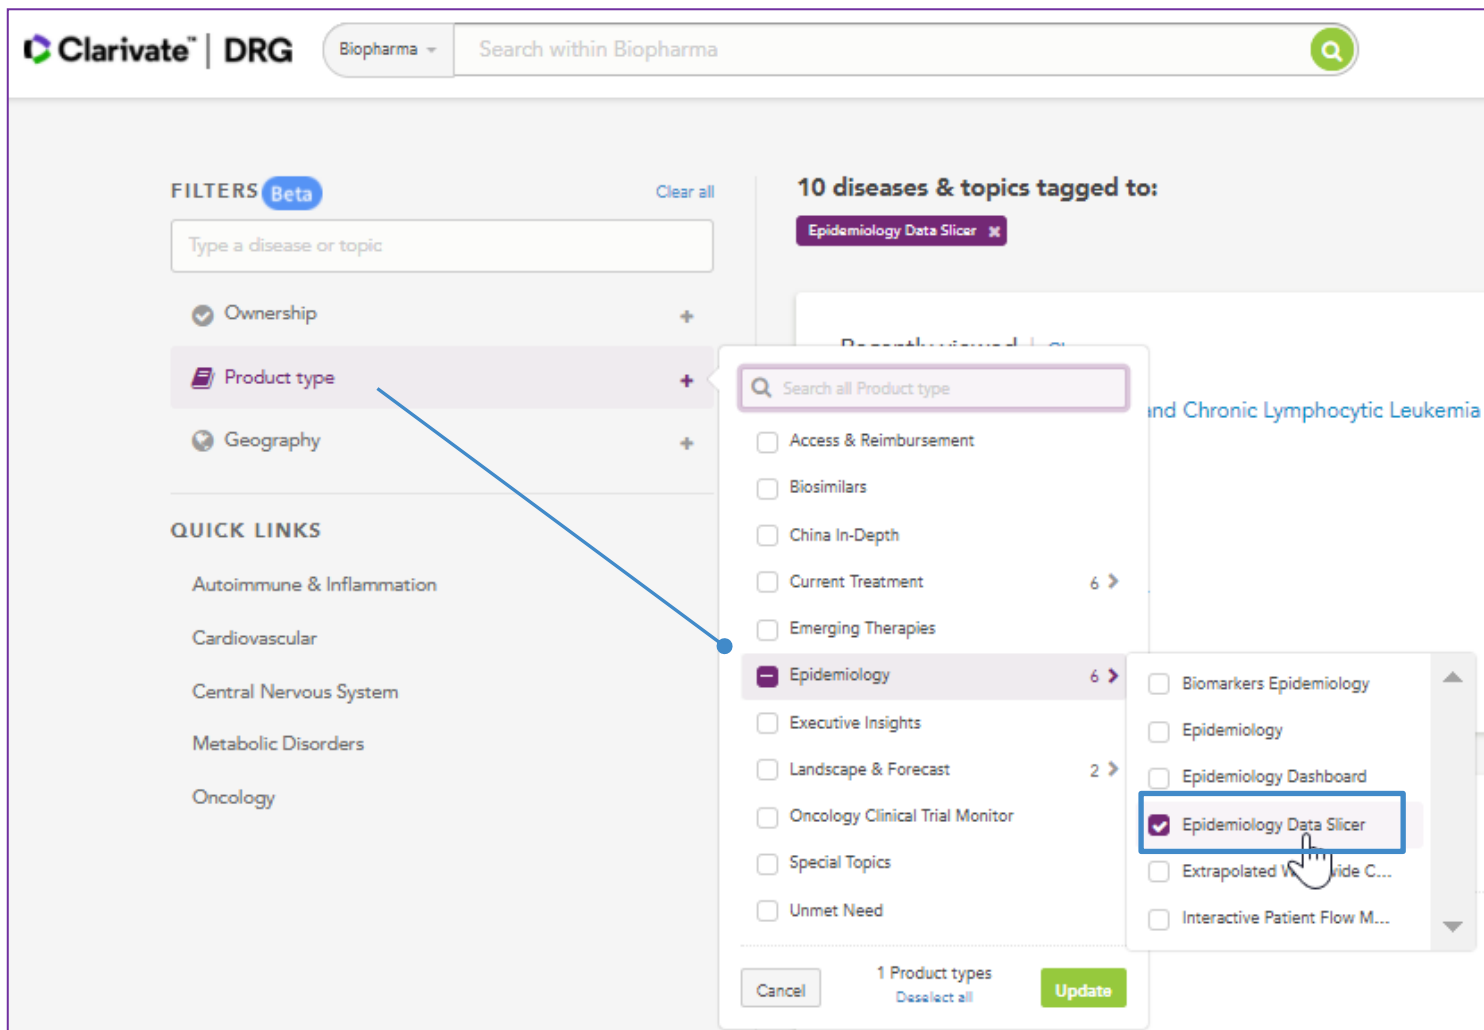 Clarivate™ | DRG
Biopharma
Search within Biopharma
FILTERS Beta
Clear all
Type a disease or topic
Ownership
Product type
Geography
QUICK LINKS
Autoimmune & Inflammation
Cardiovascular
Central Nervous System
Metabolic Disorders
Oncology
10 diseases & topics tagged to:
Epidemiology Data Slicer
and Chronic Lymphocytic Leukemia
Search all Product type
Access & Reimbursement
Biosimilars
China In-Depth
Current Treatment 6
Emerging Therapies
Epidemiology 6
Executive Insights
Landscape & Forecast 2
Oncology Clinical Trial Monitor
Special Topics
Unmet Need
Cancel
1 Product types
Deselect all
Update
Biomarkers Epidemiology
Epidemiology
Epidemiology Dashboard
Epidemiology Data Slicer
Extrapolated C...
Interactive Patient Flow M...